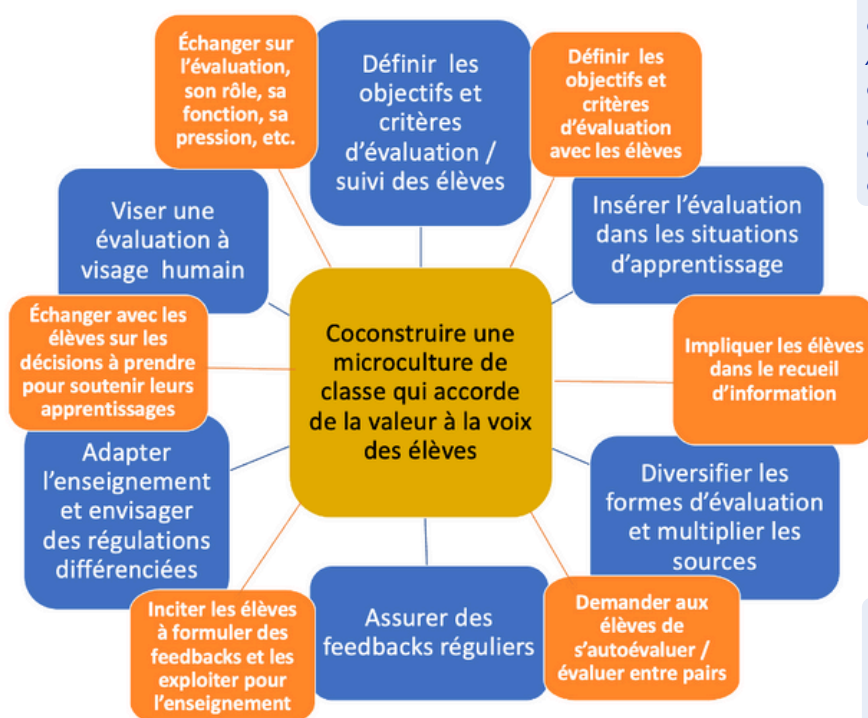 Échanger sur
l'évaluation,
son rôle, sa
fonction, sa
pression, etc.
Définir les
objectifs et
critères
d'évaluation /
suivi des élèves
Définir les
objectifs et
critères
d'évaluation
avec les élèves
Viser une
évaluation à
visage humain
Insérer l'évaluation
dans les situations
d'apprentissage
Échanger avec les
élèves sur les
décisions à prendre
pour soutenir leurs
apprentissages
Coconstruire une
microculture de
classe qui accorde
de la valeur à la voix
des élèves
Impliquer les élèves
dans le recueil
d'information
Adapter
l'enseignement
et envisager
des régulations
différenciées
Diversifier les
formes d'évaluation
et multiplier les
sources
Inciter les élèves
à formuler des
feedbacks et les
exploiter pour
l'enseignement
Assurer des
feedbacks réguliers
Demander aux
élèves de
s'autoévaluer /
évaluer entre pairs